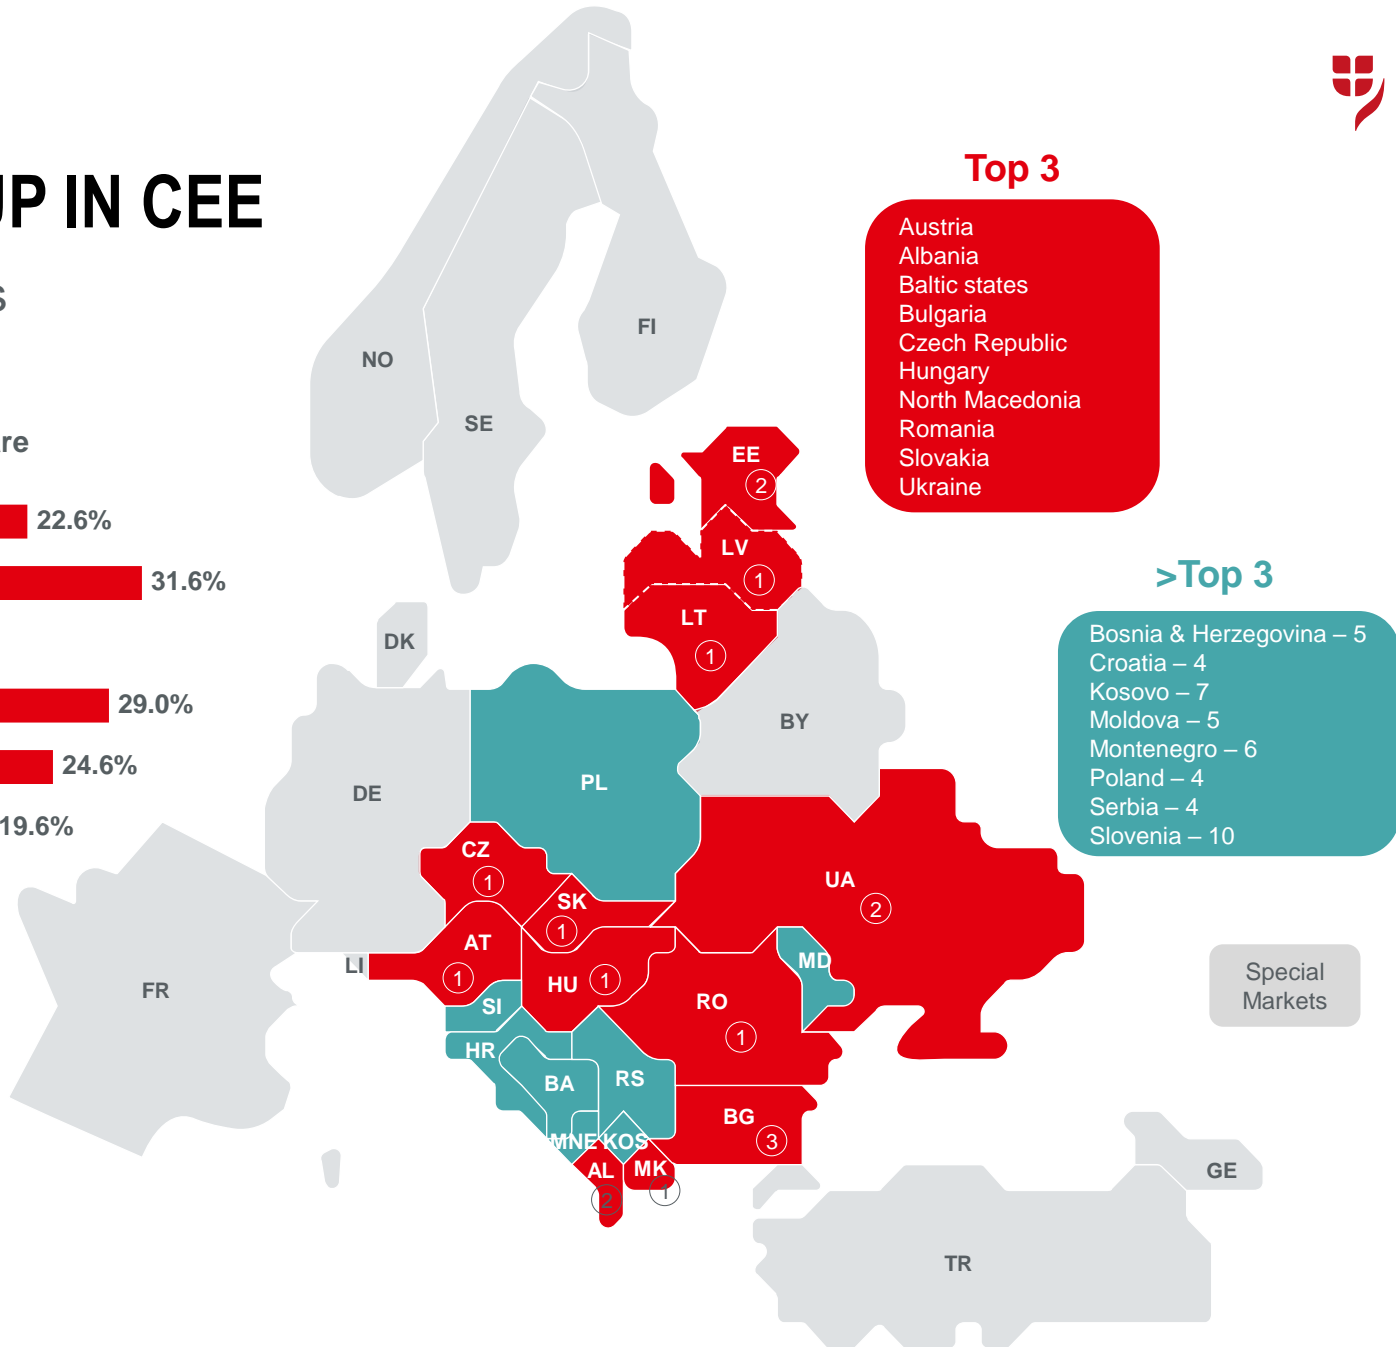 UP IN CEE
S
re
22.6%
31.6%
29.0%
24.6%
19.6%
Top 3
Austria
Albania
Baltic states
Bulgaria
Czech Republic
Hungary
North Macedonia
Romania
Slovakia
Ukraine
>Top 3
Bosnia & Herzegovina – 5
Croatia – 4
Kosovo – 7
Moldova – 5
Montenegro – 6
Poland – 4
Serbia – 4
Slovenia – 10
Special
Markets
NO
SE
FI
EE
2
LV
1
LT
1
DK
BY
DE
PL
CZ
1
SK
1
UA
2
AT
1
LI
HU
1
MD
FR
SI
RO
1
HR
BA
RS
BG
3
MNE
KOS
AL
2
MK
1
GE
TR